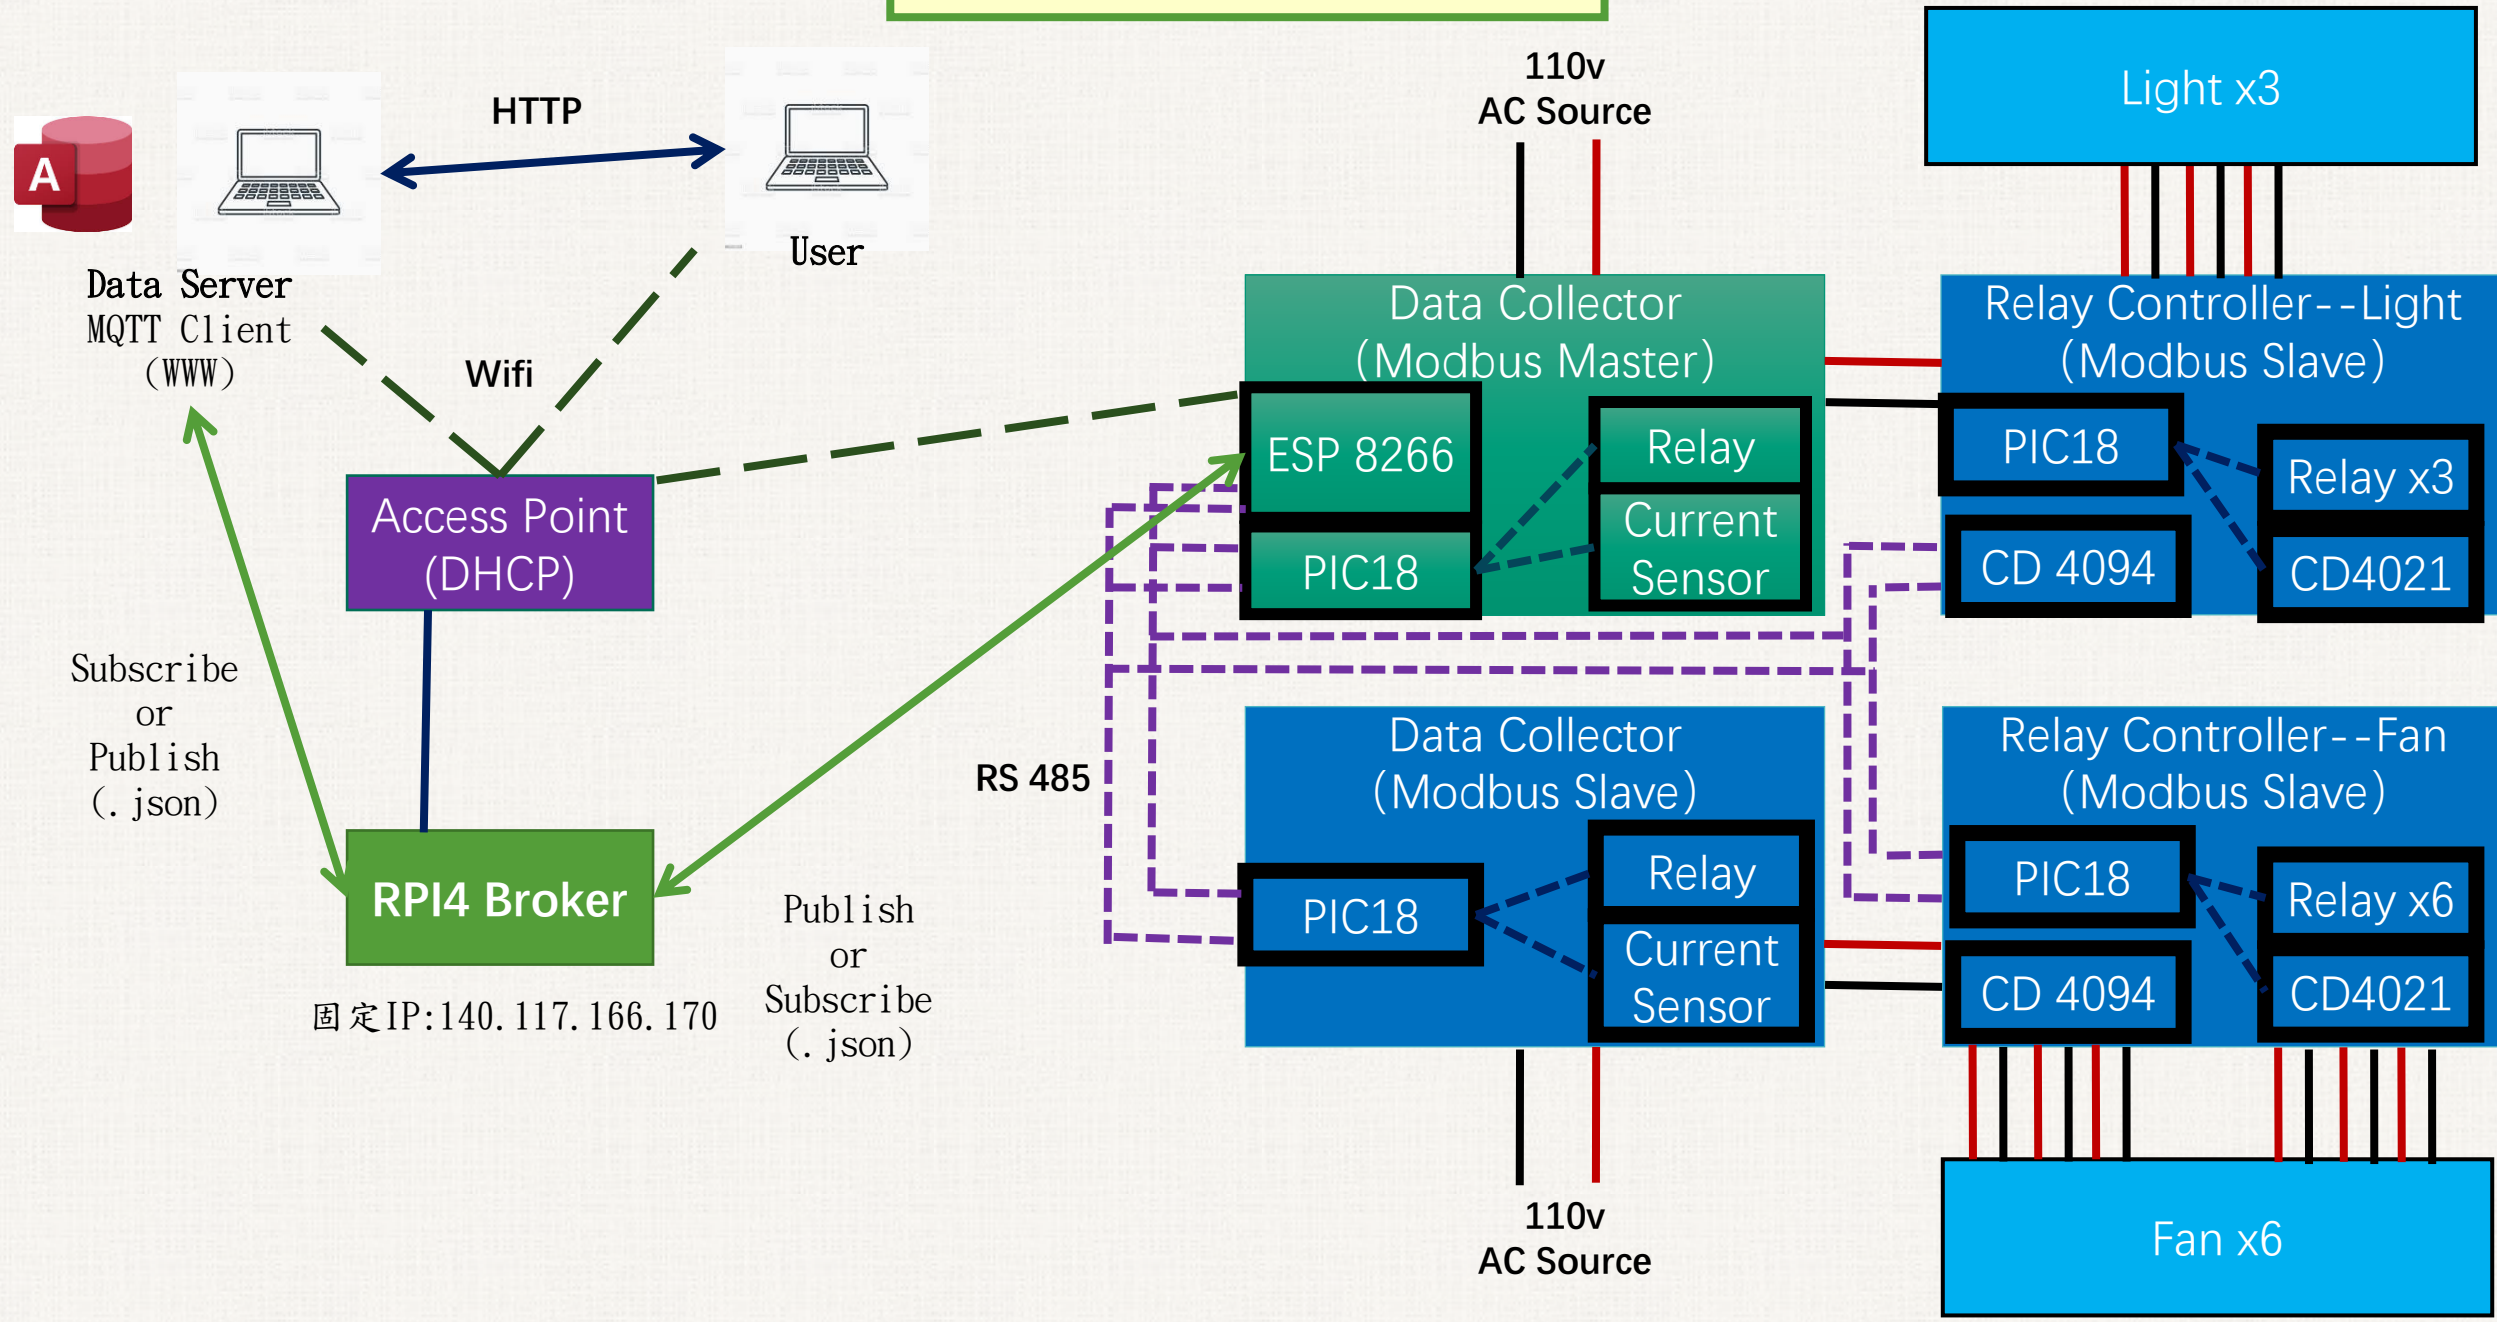 HTTP
A
Data Server
MQTT Client
(WWW)
User
Wifi
Access Point
(DHCP)
Subscribe
or
Publish
(.json)
RPI4 Broker
固定IP:140.117.166.170
Publish
or
Subscribe
(.json)
RS 485
110v
AC Source
Data Collector
(Modbus Master)
ESP 8266
PIC18
Relay
Current
Sensor
Data Collector
(Modbus Slave)
PIC18
Relay
Current
Sensor
110v
AC Source
Light x3
Relay Controller--Light
(Modbus Slave)
PIC18
CD 4094
Relay x3
CD4021
Relay Controller--Fan
(Modbus Slave)
PIC18
CD 4094
Relay x6
CD4021
Fan x6